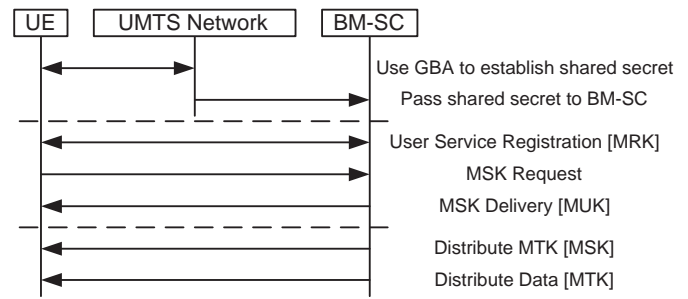 UE UMTS Network BM-SC
Use GBA to establish shared secret
Pass shared secret to BM-SC
User Service Registration [MRK]
MSK Request
MSK Delivery [MUK]
Distribute MTK [MSK]
Distribute Data [MTK]